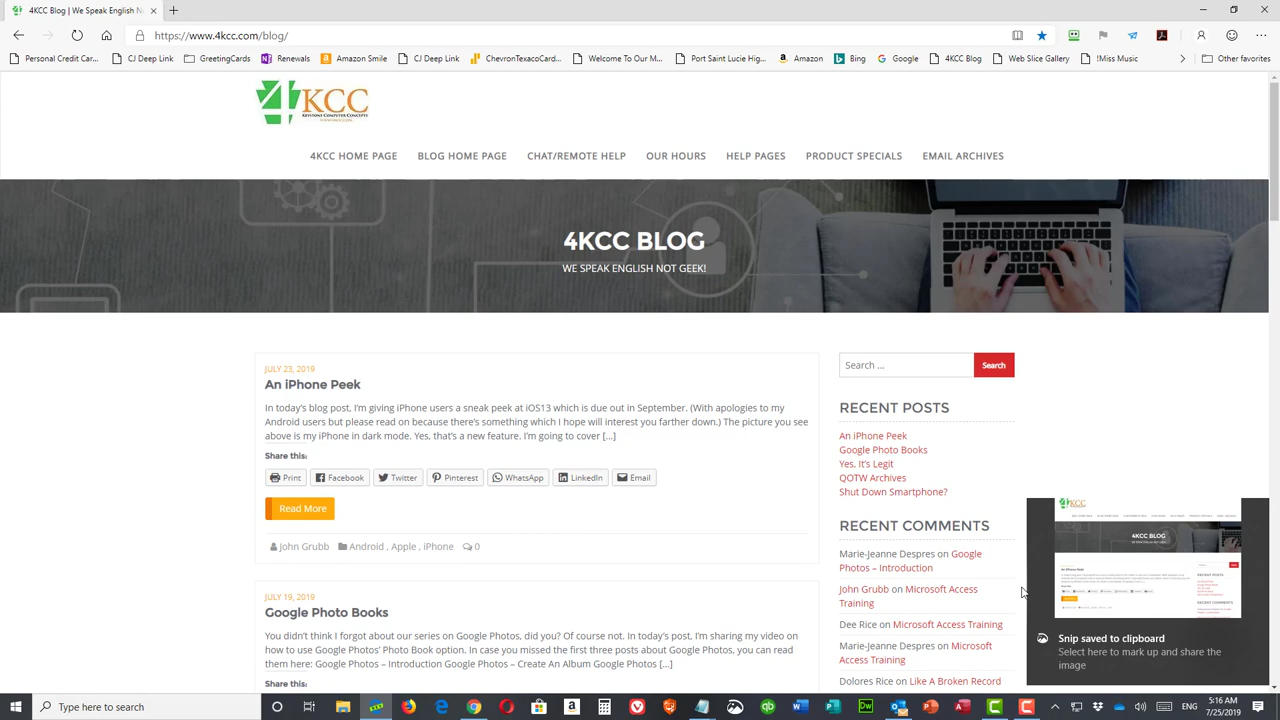 4KCC Blog | We Speak English N
https://www.4kcc.com/blog/
Personal Credit Car...
CJ Deep Link
GreetingCards
Renewals
Amazon Smile
CJ Deep Link
ChevronTexacoCard...
Welcome To Our M...
Port Saint Lucie Hig...
Amazon
Bing
Google
4KCC Blog
Web Slice Gallery
!Miss Music
Other favorites
4KCC
KEYSTONE COMPUTER CONCEPTS
4KCC HOME PAGE
BLOG HOME PAGE
CHAT/REMOTE HELP
OUR HOURS
HELP PAGES
PRODUCT SPECIALS
EMAIL ARCHIVES
4KCC BLOG
WE SPEAK ENGLISH NOT GEEK!
JULY 23, 2019
An iPhone Peek
In today's blog post, I'm giving iPhone users a sneak peek at iOS13 which is due out in September. (With apologies to my
Android users but please read on because there's something which I hope will interest you farther down.) The picture you see
above is my iPhone in dark mode. Yes, that's a new feature. I'm going to cover [...]
Share this:
Print
Facebook
Twitter
Pinterest
WhatsApp
LinkedIn
Email
Read More
John Grubb
Android , Apple , iPhone
0
JULY 19, 2019
Google Photo Books
You didn't think I forgot about our series on Google Photos, did you? Of course not. In today's post, I'm sharing my video on
how to use Google Photos' Photo Book option. In case you missed the first three posts about Google Photos, you can read
them here: Google Photos – Introduction Google Photos – Create An Album Google Photos [...]
Share this:
Search ...
Search
RECENT POSTS
An iPhone Peek
Google Photo Books
Yes, It's Legit
QOTW Archives
Shut Down Smartphone?
RECENT COMMENTS
Marie-Jeanne Despres on Google
Photos – Introduction
John Grubb on Microsoft Access
Training
Dee Rice on Microsoft Access Training
Marie-Jeanne Despres on Microsoft
Access Training
Dolores Rice on Like A Broken Record
4KCC BLOG
RECENT POSTS
RECENT COMMENTS
Snip saved to clipboard
Select here to mark up and share the
image
Type here to search
ENG
5:16 AM
7/25/2019